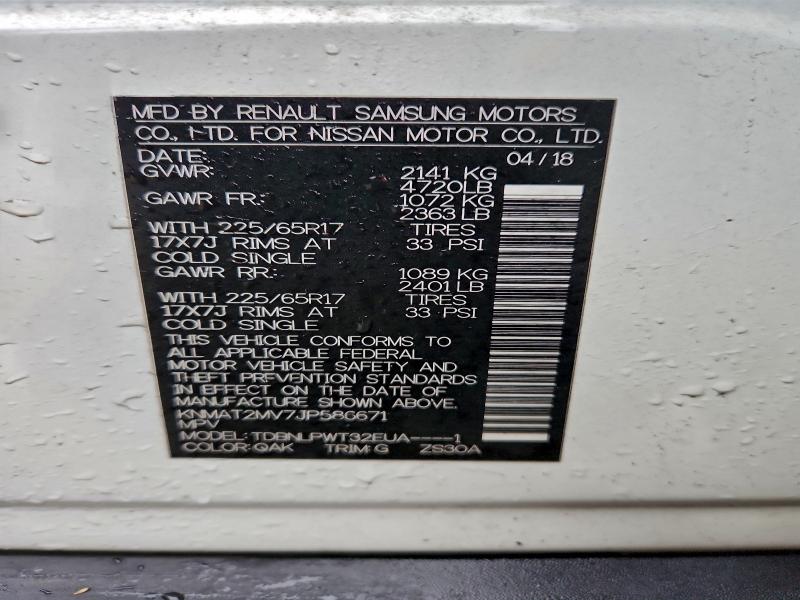 MFD BY RENAULT SAMSUNG MOTORS
CO., LTD. FOR NISSAN MOTOR CO., LTD.
DATE: 04/18
GVWR: 2141 KG
4720LB
GAWR FR: 1072 KG
2363 LB
WITH 225/65R17 TIRES
17X7J RIMS AT 33 PSI
COLD SINGLE
GAWR RR: 1089 KG
2401 LB
WITH 225/65R17 TIRES
17X7J RIMS AT 33 PSI
COLD SINGLE
THIS VEHICLE CONFORMS TO
ALL APPLICABLE FEDERAL
MOTOR VEHICLE SAFETY AND
THEFT PREVENTION STANDARDS
IN EFFECT ON THE DATE OF
MANUFACTURE SHOWN ABOVE.
KNMAT2MV7JP586671
MPV
MODEL: TDBNLPWT32EUA----1
COLOR:QAK TRIM:G ZS30A